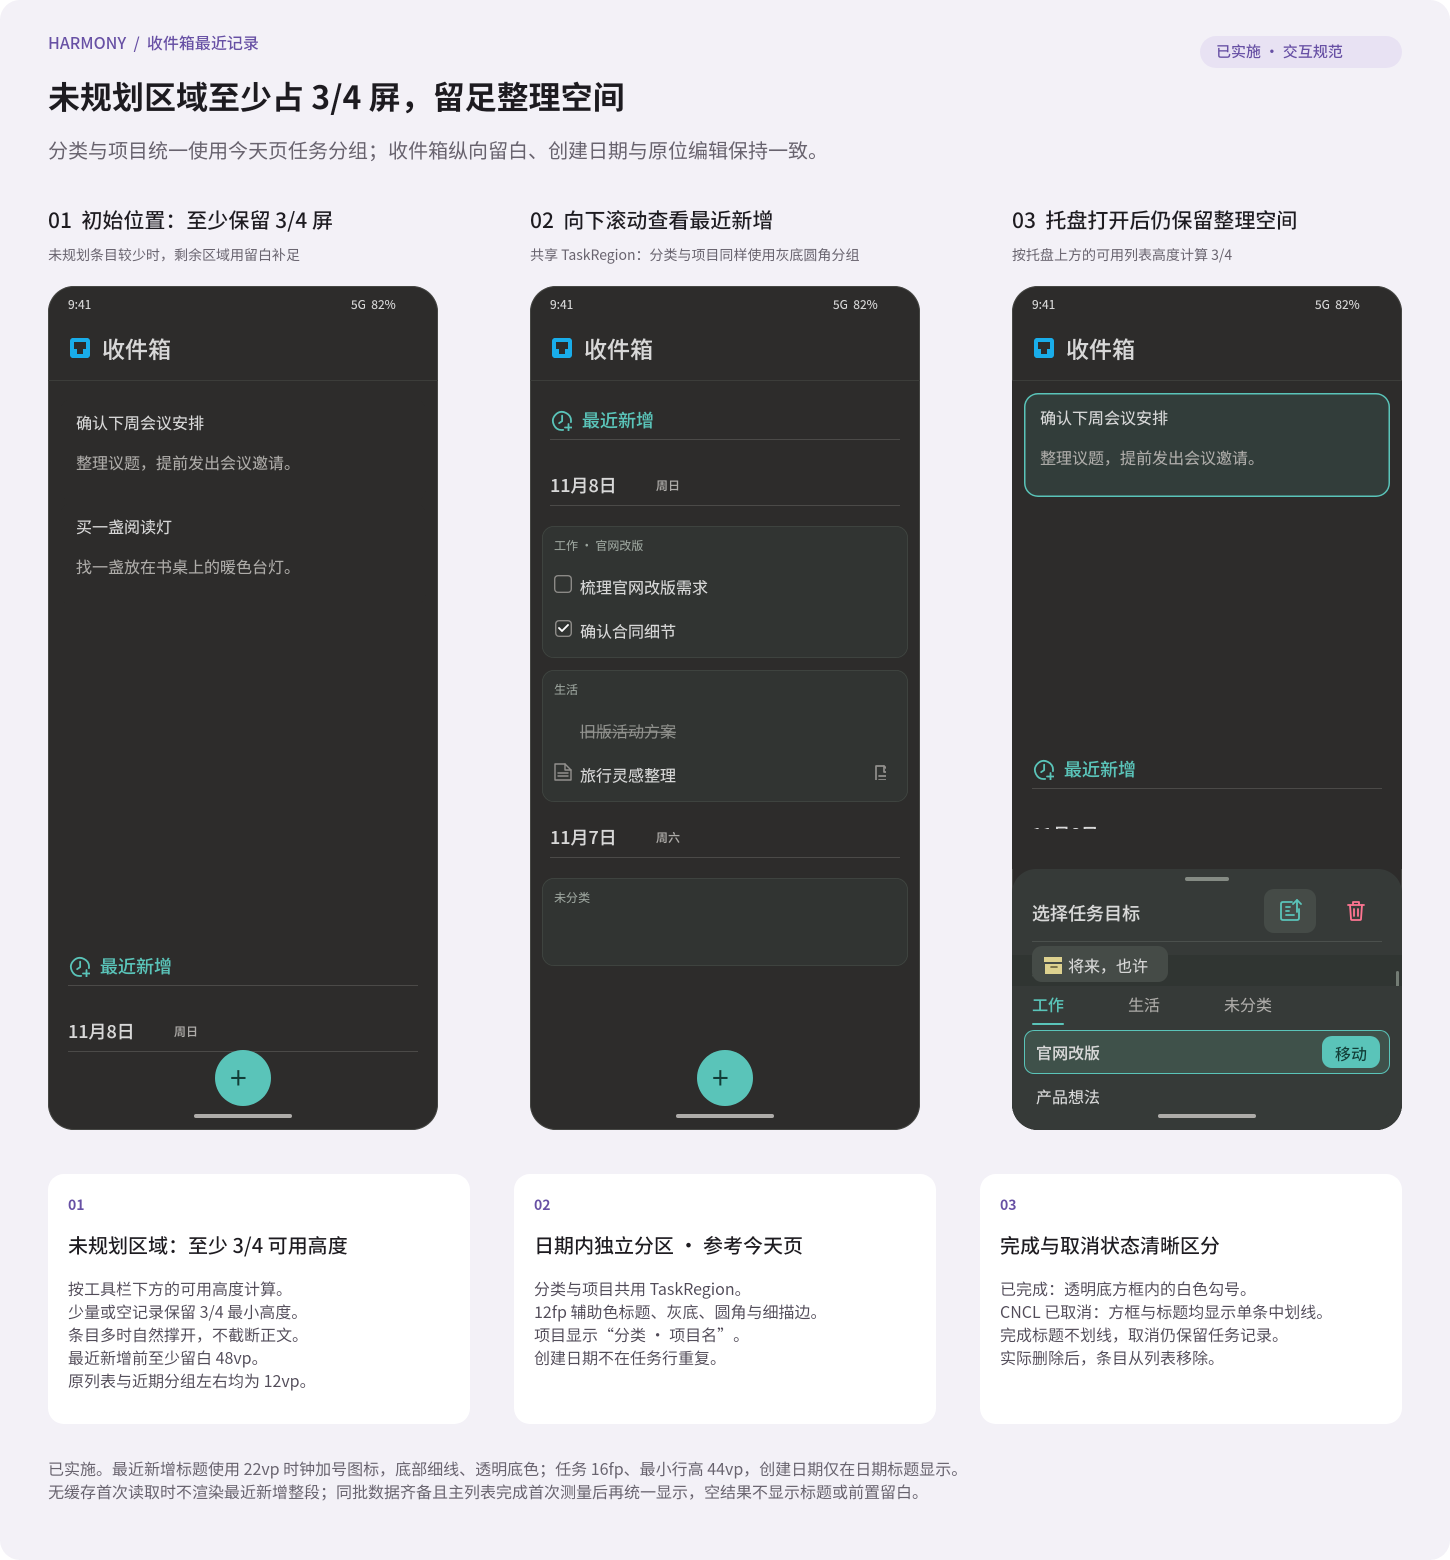 HARMONY / 收件箱最近记录
已实施 · 交互规范
未规划区域至少占 3/4 屏，留足整理空间
分类与项目统一使用今天页任务分组；收件箱纵向留白、创建日期与原位编辑保持一致。
01 初始位置：至少保留 3/4 屏
未规划条目较少时，剩余区域用留白补足
9:41
5G 82%
收件箱
确认下周会议安排
整理议题，提前发出会议邀请。
买一盏阅读灯
找一盏放在书桌上的暖色台灯。
最近新增
11月8日 周日
02 向下滚动查看最近新增
共享 TaskRegion：分类与项目同样使用灰底圆角分组
9:41
5G 82%
收件箱
最近新增
11月8日 周日
工作 · 官网改版
梳理官网改版需求
确认合同细节
生活
旧版活动方案
旅行灵感整理
11月7日 周六
未分类
03 托盘打开后仍保留整理空间
按托盘上方的可用列表高度计算 3/4
9:41
5G 82%
收件箱
确认下周会议安排
整理议题，提前发出会议邀请。
最近新增
选择任务目标
将来，也许
工作 生活 未分类
官网改版 移动
产品想法
01
未规划区域：至少 3/4 可用高度
按工具栏下方的可用高度计算。
少量或空记录保留 3/4 最小高度。
条目多时自然撑开，不截断正文。
最近新增前至少留白 48vp。
原列表与近期分组左右均为 12vp。
02
日期内独立分区 · 参考今天页
分类与项目共用 TaskRegion。
12fp 辅助色标题、灰底、圆角与细描边。
项目显示“分类 · 项目名”。
创建日期不在任务行重复。
03
完成与取消状态清晰区分
已完成：透明底方框内的白色勾号。
CNCL 已取消：方框与标题均显示单条中划线。
完成标题不划线，取消仍保留任务记录。
实际删除后，条目从列表移除。
已实施。最近新增标题使用 22vp 时钟加号图标，底部细线、透明底色；任务 16fp、最小行高 44vp，创建日期仅在日期标题显示。
无缓存首次读取时不渲染最近新增整段；同批数据齐备且主列表完成首次测量后再统一显示，空结果不显示标题或前置留白。